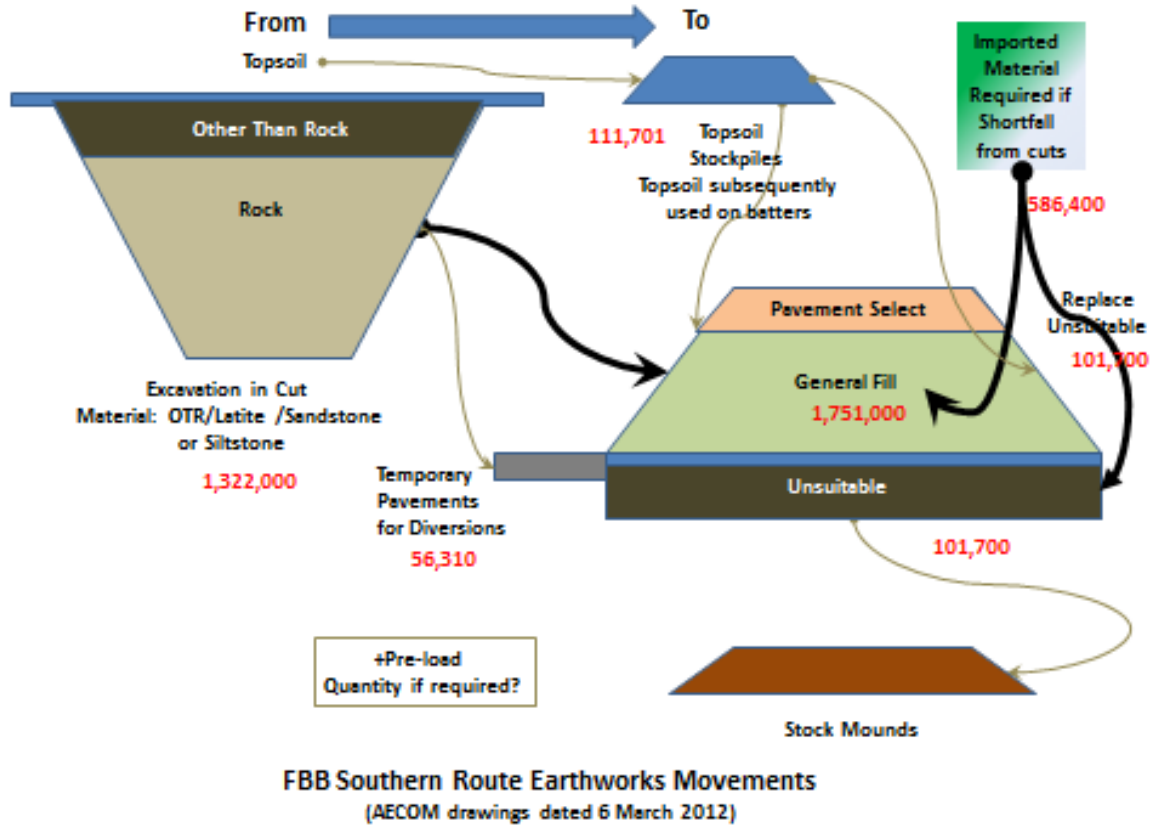 From
To
Topsoil
Imported
Material
Required if
Shortfall
from cuts
Other Than Rock
111,701
Topsoil
Stockpiles
Topsoil subsequently
used on batters
Rock
586,400
Replace
Unsuitable
101,700
Pavement Select
General Fill
1,751,000
Excavation in Cut
Material: OTR/Latite /Sandstone
or Siltstone
1,322,000
Temporary
Pavements
for Diversions
56,310
Unsuitable
101,700
+Pre-load
Quantity if required?
Stock Mounds
FBB Southern Route Earthworks Movements
(AECOM drawings dated 6 March 2012)